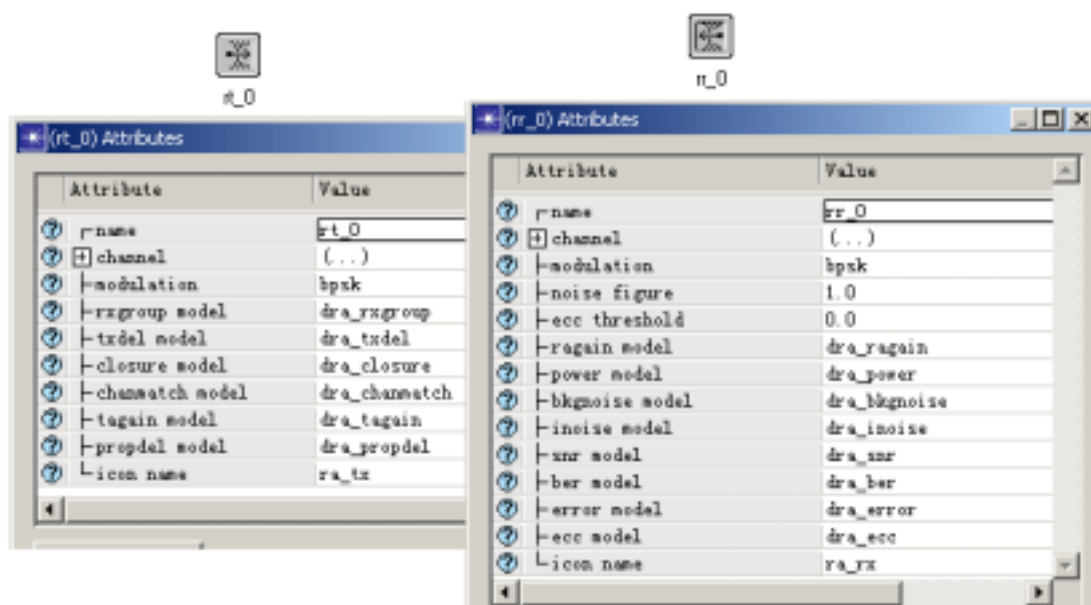 rt_0
rr_0
(rt_0) Attributes
Attribute Value
name rt_0
channel (...)
modulation bpsk
rxgroup model dra_rxgroup
txdel model dra_txdel
closure model dra_closure
chanmatch model dra_chanmatch
tagain model dra_tagain
propdel model dra_propdel
icon name ra_tx
(rr_0) Attributes
Attribute Value
name rr_0
channel (...)
modulation bpsk
noise figure 1.0
ecc threshold 0.0
ragain model dra_ragain
power model dra_power
bkgnoise model dra_bkgnoise
inoise model dra_inoise
snr model dra_snr
ber model dra_ber
error model dra_error
ecc model dra_ecc
icon name ra_rx